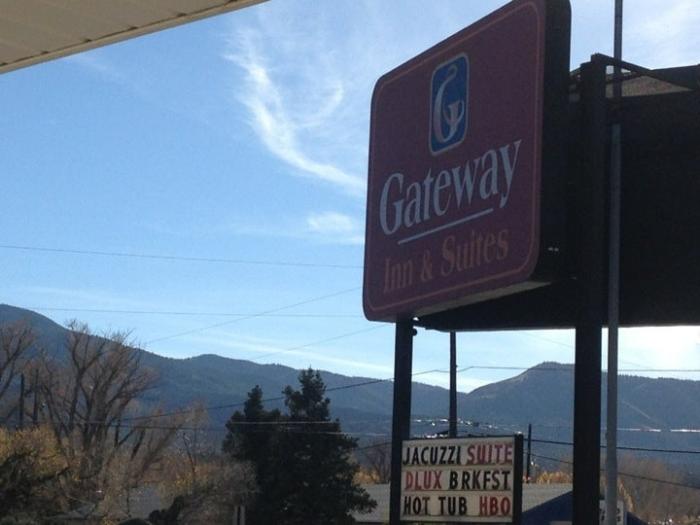 G
Gateway
Inn & Suites
JACUZZI SUITE
DLUX BRKFST
HOT TUB HBO